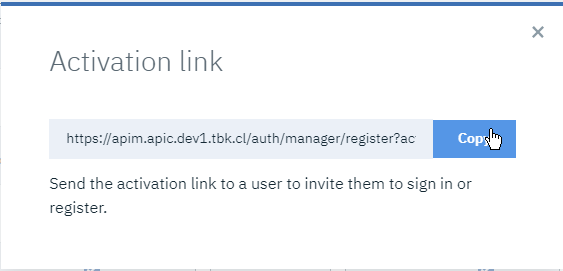 Activation link
https://apim.apic.dev1.tbk.cl/auth/manager/register?ac
Send the activation link to a user to invite them to sign in or
register.